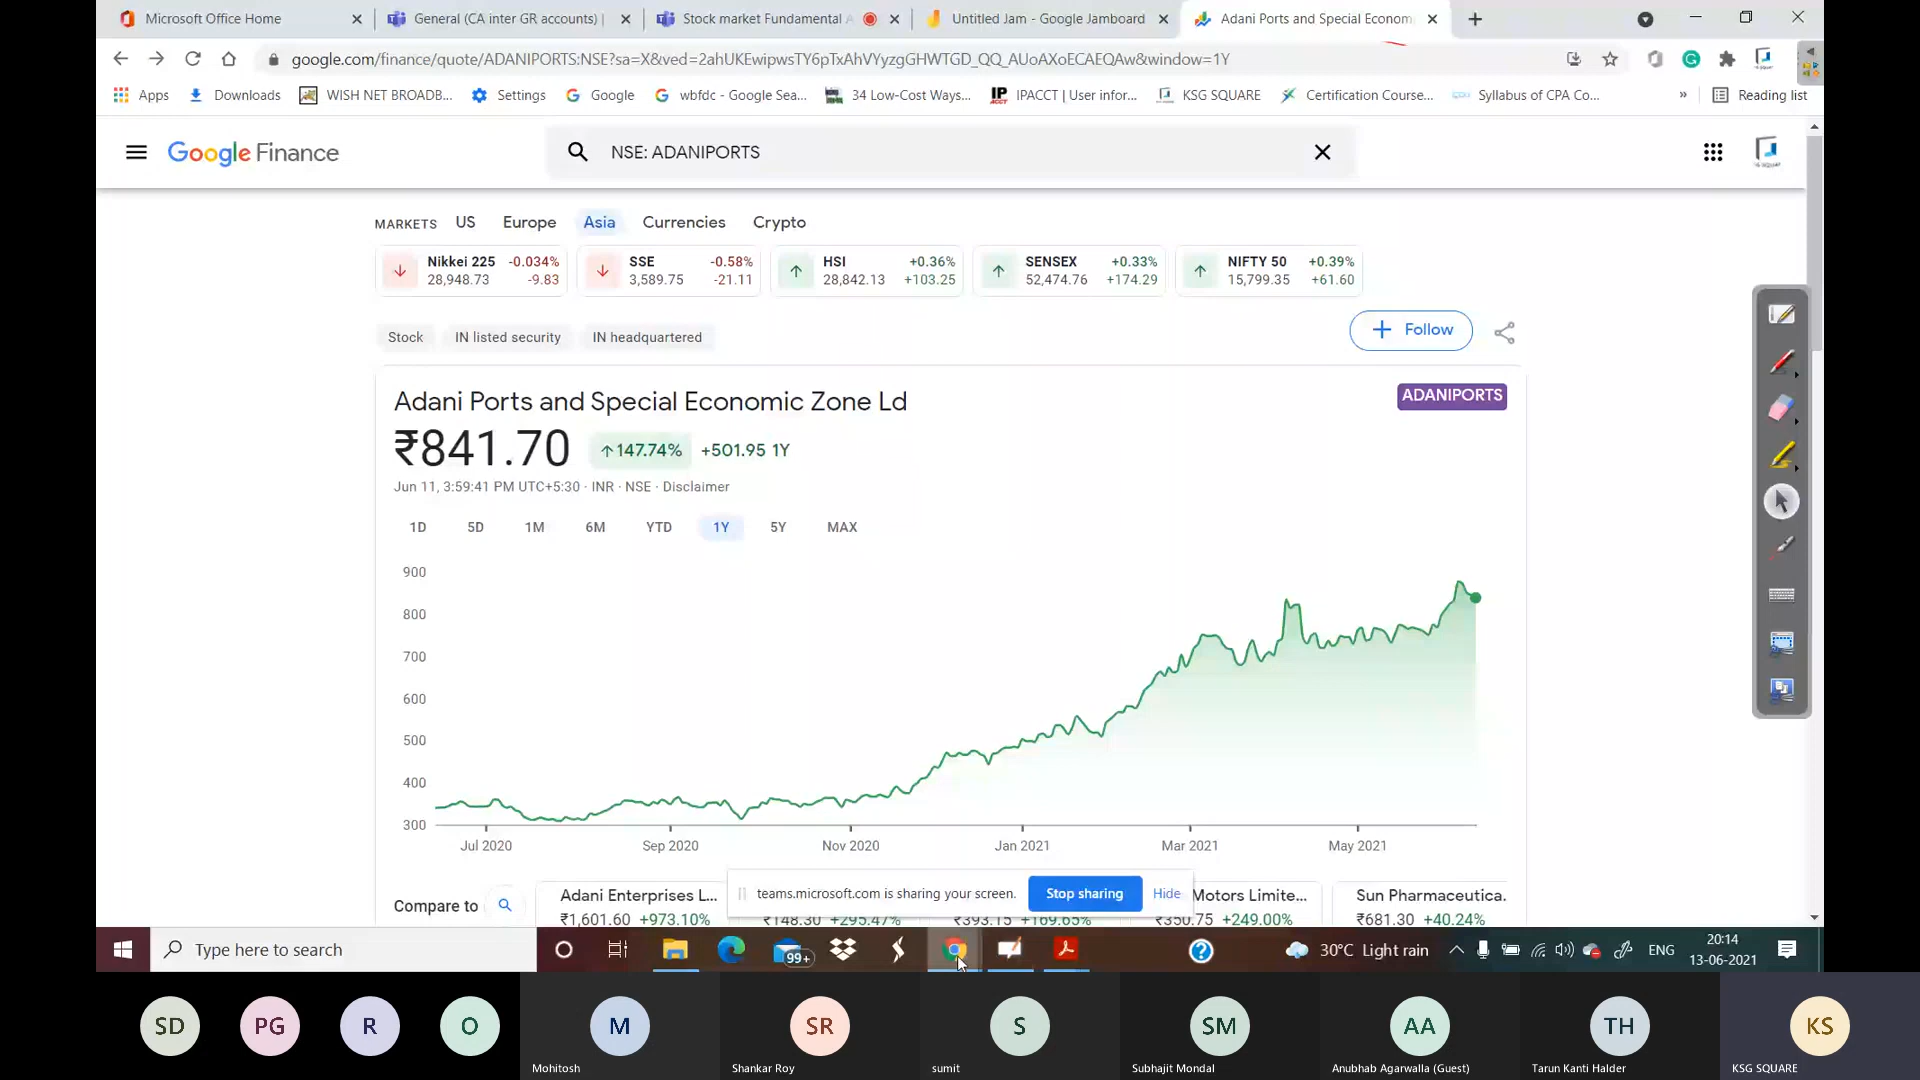 Microsoft Office Home
General (CA inter GR accounts) |
Stock market Fundamental A
Untitled Jam - Google Jamboard
Adani Ports and Special Econom
google.com/finance/quote/ADANIPORTS:NSE?sa=X&ved=2ahUKEwipwsTY6pTxAhVYyzgGHWTGD_QQ_AUoAXoECAEQAw&window=1Y
Apps
Downloads
WISH NET BROADB...
Settings
Google
wbfdc - Google Sea...
34 Low-Cost Ways...
IPACCT | User infor...
KSG SQUARE
Certification Course...
Syllabus of CPA Co...
»
Reading list
Google Finance
NSE: ADANIPORTS
MARKETS US Europe Asia Currencies Crypto
Nikkei 225 -0.034%
28,948.73 -9.83
SSE -0.58%
3,589.75 -21.11
HSI +0.36%
28,842.13 +103.25
SENSEX +0.33%
52,474.76 +174.29
NIFTY 50 +0.39%
15,799.35 +61.60
Stock
IN listed security
IN headquartered
Follow
Adani Ports and Special Economic Zone Ld
ADANIPORTS
₹841.70 ↑147.74% +501.95 1Y
Jun 11, 3:59:41 PM UTC+5:30 · INR · NSE · Disclaimer
1D 5D 1M 6M YTD 1Y 5Y MAX
900
800
700
600
500
400
300
Jul 2020 Sep 2020 Nov 2020 Jan 2021 Mar 2021 May 2021
Compare to
Adani Enterprises L...
₹1,601.60 +973.10%
₹148.30 +295.47%
₹393.15 +169.65%
Motors Limite...
₹350.75 +249.00%
Sun Pharmaceutica.
₹681.30 +40.24%
teams.microsoft.com is sharing your screen.
Stop sharing
Hide
Type here to search
99+
30°C Light rain
ENG
20:14
13-06-2021
SD PG R O M SR S SM AA TH KS
Mohitosh
Shankar Roy
sumit
Subhajit Mondal
Anubhab Agarwalla (Guest)
Tarun Kanti Halder
KSG SQUARE